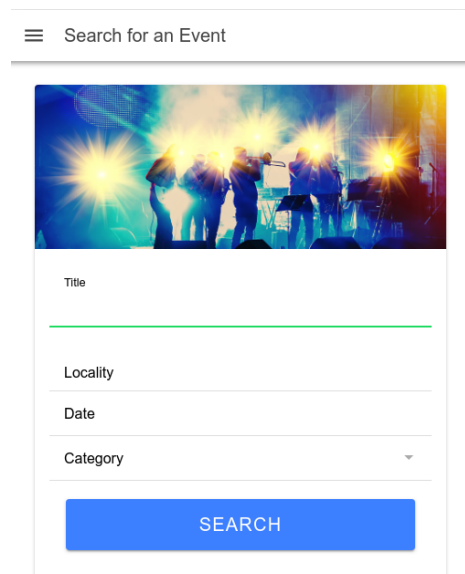 Search for an Event
Title
Locality
Date
Category
SEARCH